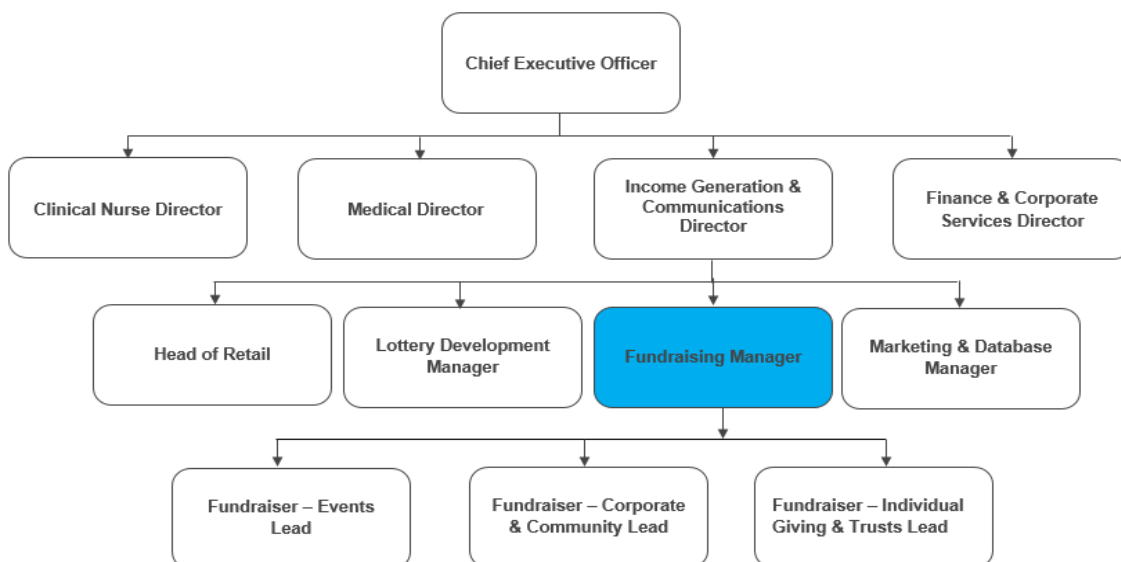 Chief Executive Officer
Clinical Nurse Director
Medical Director
Income Generation &
Communications
Director
Finance & Corporate
Services Director
Head of Retail
Lottery Development
Manager
Fundraising Manager
Marketing & Database
Manager
Fundraiser – Events
Lead
Fundraiser – Corporate
& Community Lead
Fundraiser – Individual
Giving & Trusts Lead